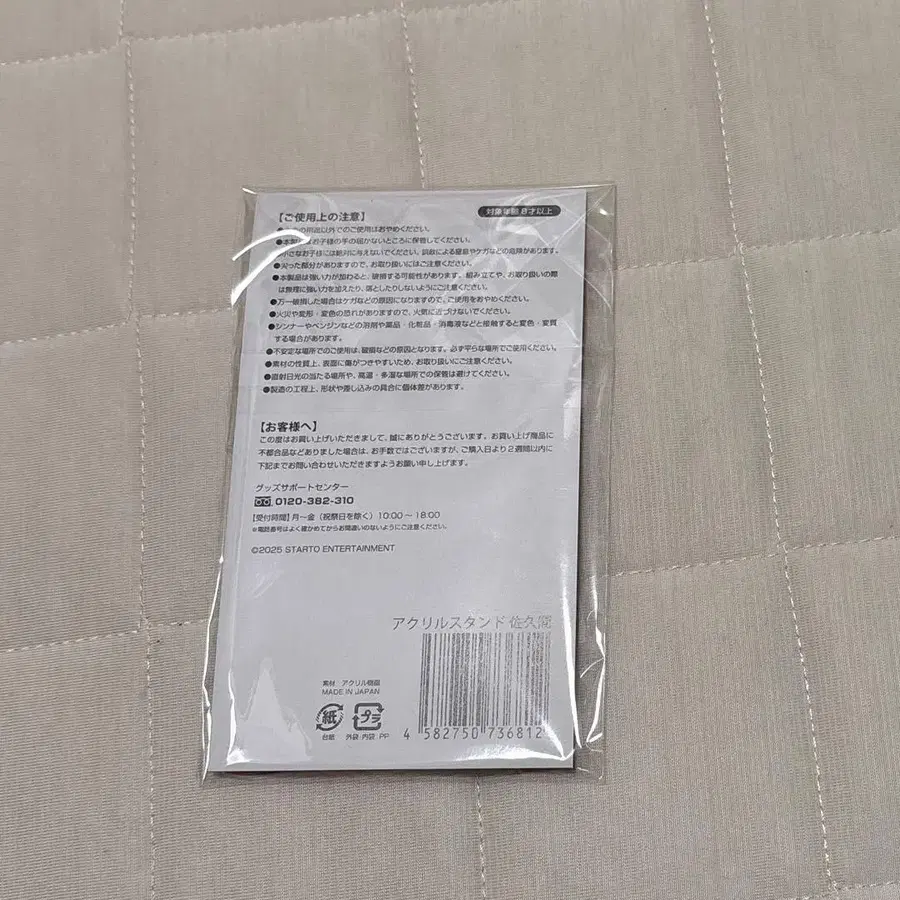 【ご使用上の注意】
対象年齢 8才以上
用品以外でのご使用はおやめください。
お子様の手の届かないところに保管してください。
小さなお子様には絶対に与えないでください。誤飲による窒息やケガなどの危険があります。
尖った部分がありますので、お取り扱いにはご注意ください。
●本製品は強い力が加わると、破損する可能性があります。組み立てや、お取り扱いの際
は無理に強い力を加えたり、落としたりしないようにご注意ください。
●万一破損した場合はケガなどの原因になりますので、ご使用をおやめください。
●火災や変形・変色の恐れがありますので、火気に近づけないでください。
●シンナーやベンジンなどの溶剤や薬品・化粧品・消毒液などと接触すると変色・変質
する場合があります。
●不安定な場所でのご使用は、破損などの原因となります。必ず平らな場所でご使用ください。
●素材の性質上、表面に傷がつきやすいため、お取り扱いにご注意ください。
●直射日光の当たる場所や、高温・多湿な場所での保管は避けてください。
●製造の工程上、形状や差し込みの具合に個体差があります。
【お客様へ】
この度はお買い上げいただきまして、誠にありがとうございます。お買い上げ商品に
不都合品などありました場合は、お手数ではございますが、ご購入日より2週間以内に
下記までお問い合わせいただきますようお願い申し上げます。
グッズサポートセンター
0120-382-310
【受付時間】月～金（祝祭日を除く）10:00～18:00
※電話番号はよく確かめてからお間違いのないようにご注意ください。
©2025 STARTO ENTERTAINMENT
アクリルスタンド 佐久間
素材：アクリル樹脂
MADE IN JAPAN
紙 プラ
台紙 外袋・内袋 PP
4 582750 736812